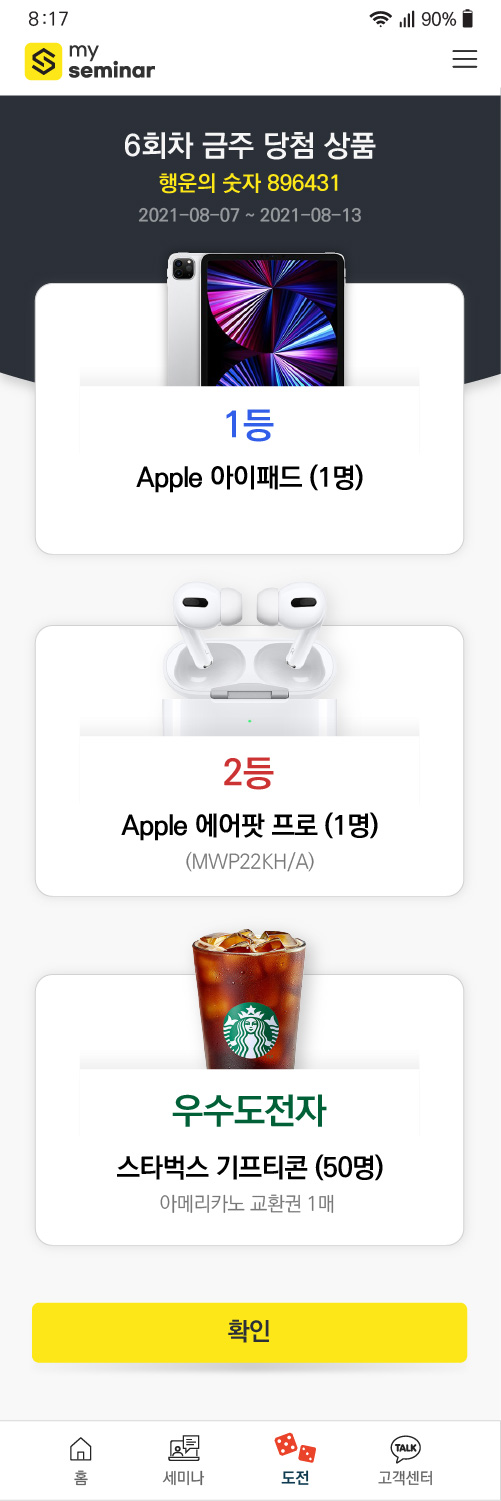 8:17
90%
my
seminar
6회차 금주 당첨 상품
행운의 숫자 896431
2021-08-07 ~ 2021-08-13
1등
Apple 아이패드 (1명)
2등
Apple 에어팟 프로 (1명)
(MWP22KH/A)
우수도전자
스타벅스 기프티콘 (50명)
아메리카노 교환권 1매
확인
TALK
홈
세미나
도전
고객센터